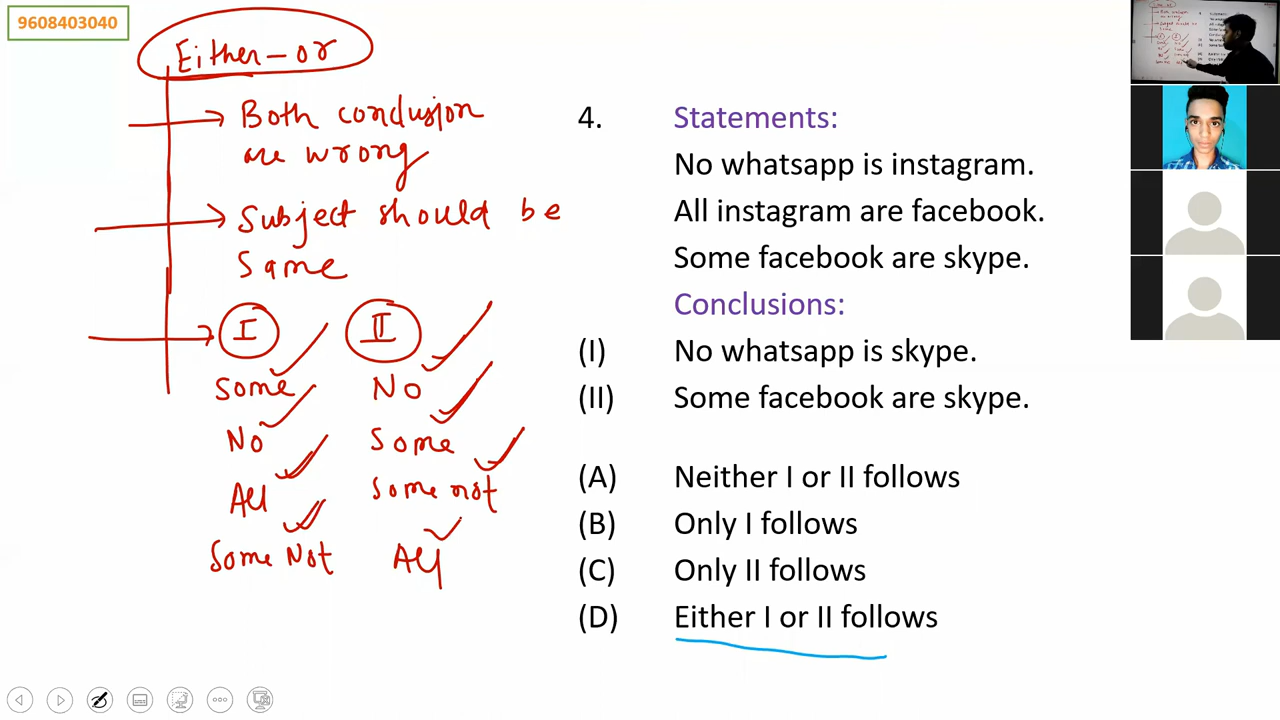 9608403040
Either-or
Both conclusion
are wrong
Subject should be
Same
I II
Some No
No Some
All Some not
Some Not All
4. Statements:
No whatsapp is instagram.
All instagram are facebook.
Some facebook are skype.
Conclusions:
(I) No whatsapp is skype.
(II) Some facebook are skype.
(A) Neither I or II follows
(B) Only I follows
(C) Only II follows
(D) Either I or II follows